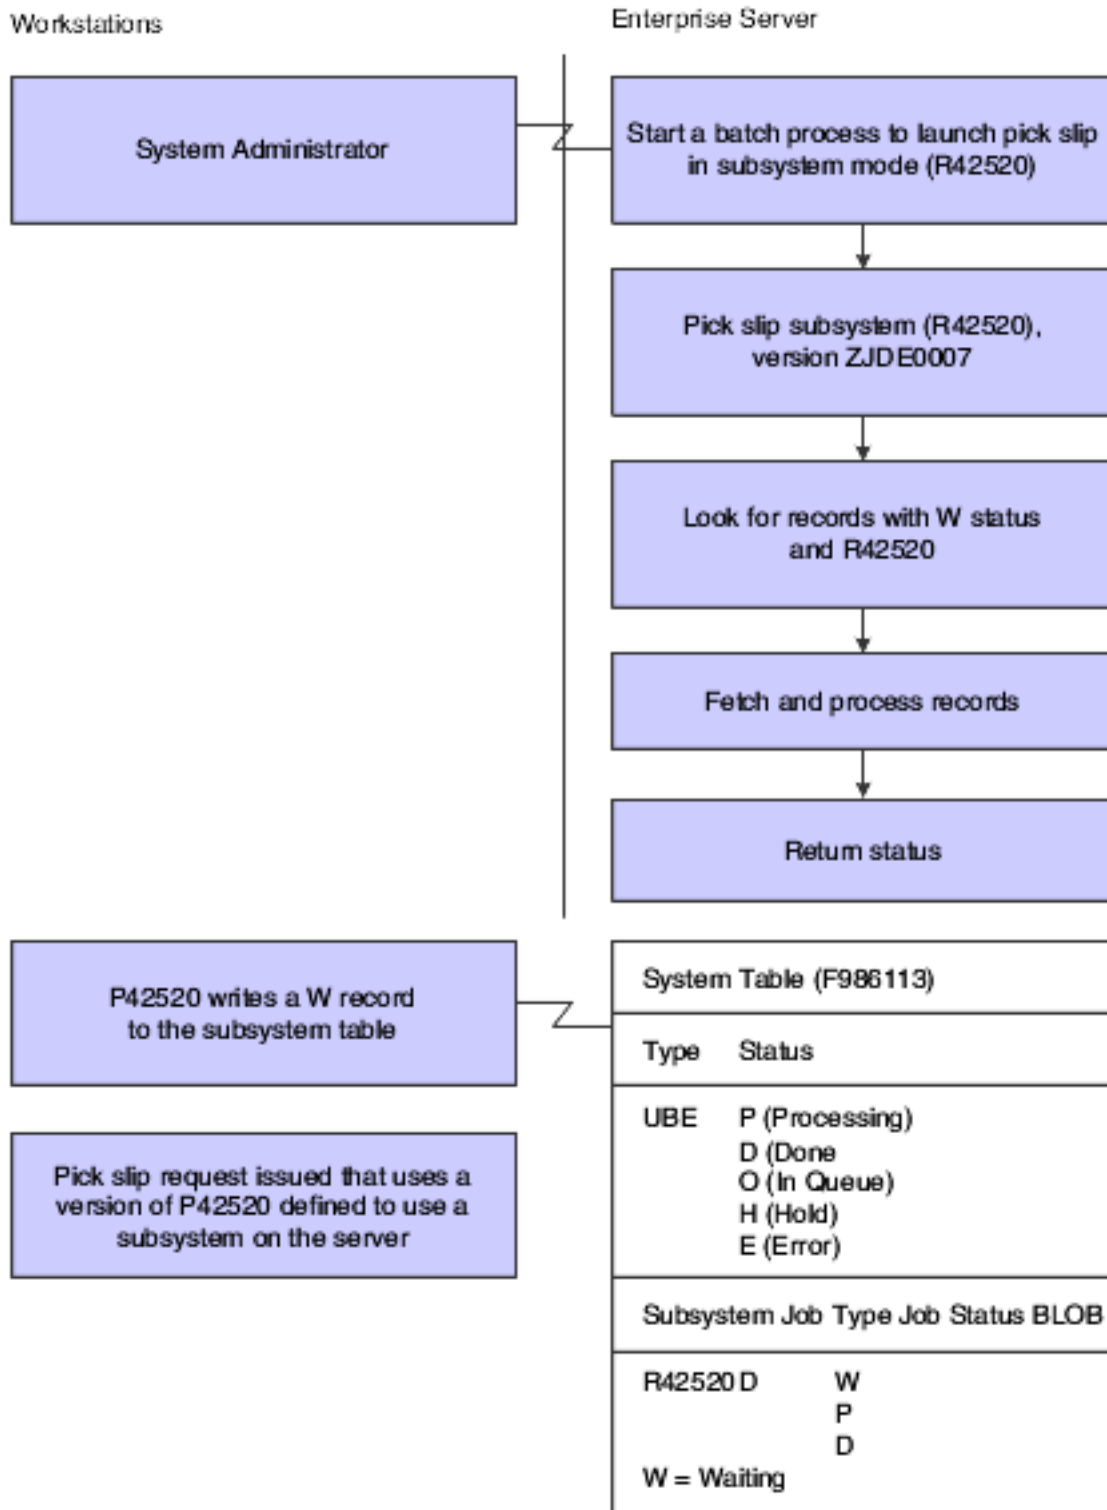 Workstations
Enterprise Server
System Administrator
Start a batch process to launch pick slip
in subsystem mode (R42520)
Pick slip subsystem (R42520),
version ZJDE0007
Look for records with W status
and R42520
Fetch and process records
Return status
P42520 writes a W record
to the subsystem table
Pick slip request issued that uses a
version of P42520 defined to use a
subsystem on the server
System Table (F986113)
Type Status
UBE P (Processing)
D (Done
O (In Queue)
H (Hold)
E (Error)
Subsystem Job Type Job Status BLOB
R42520 D W
P
D
W = Waiting